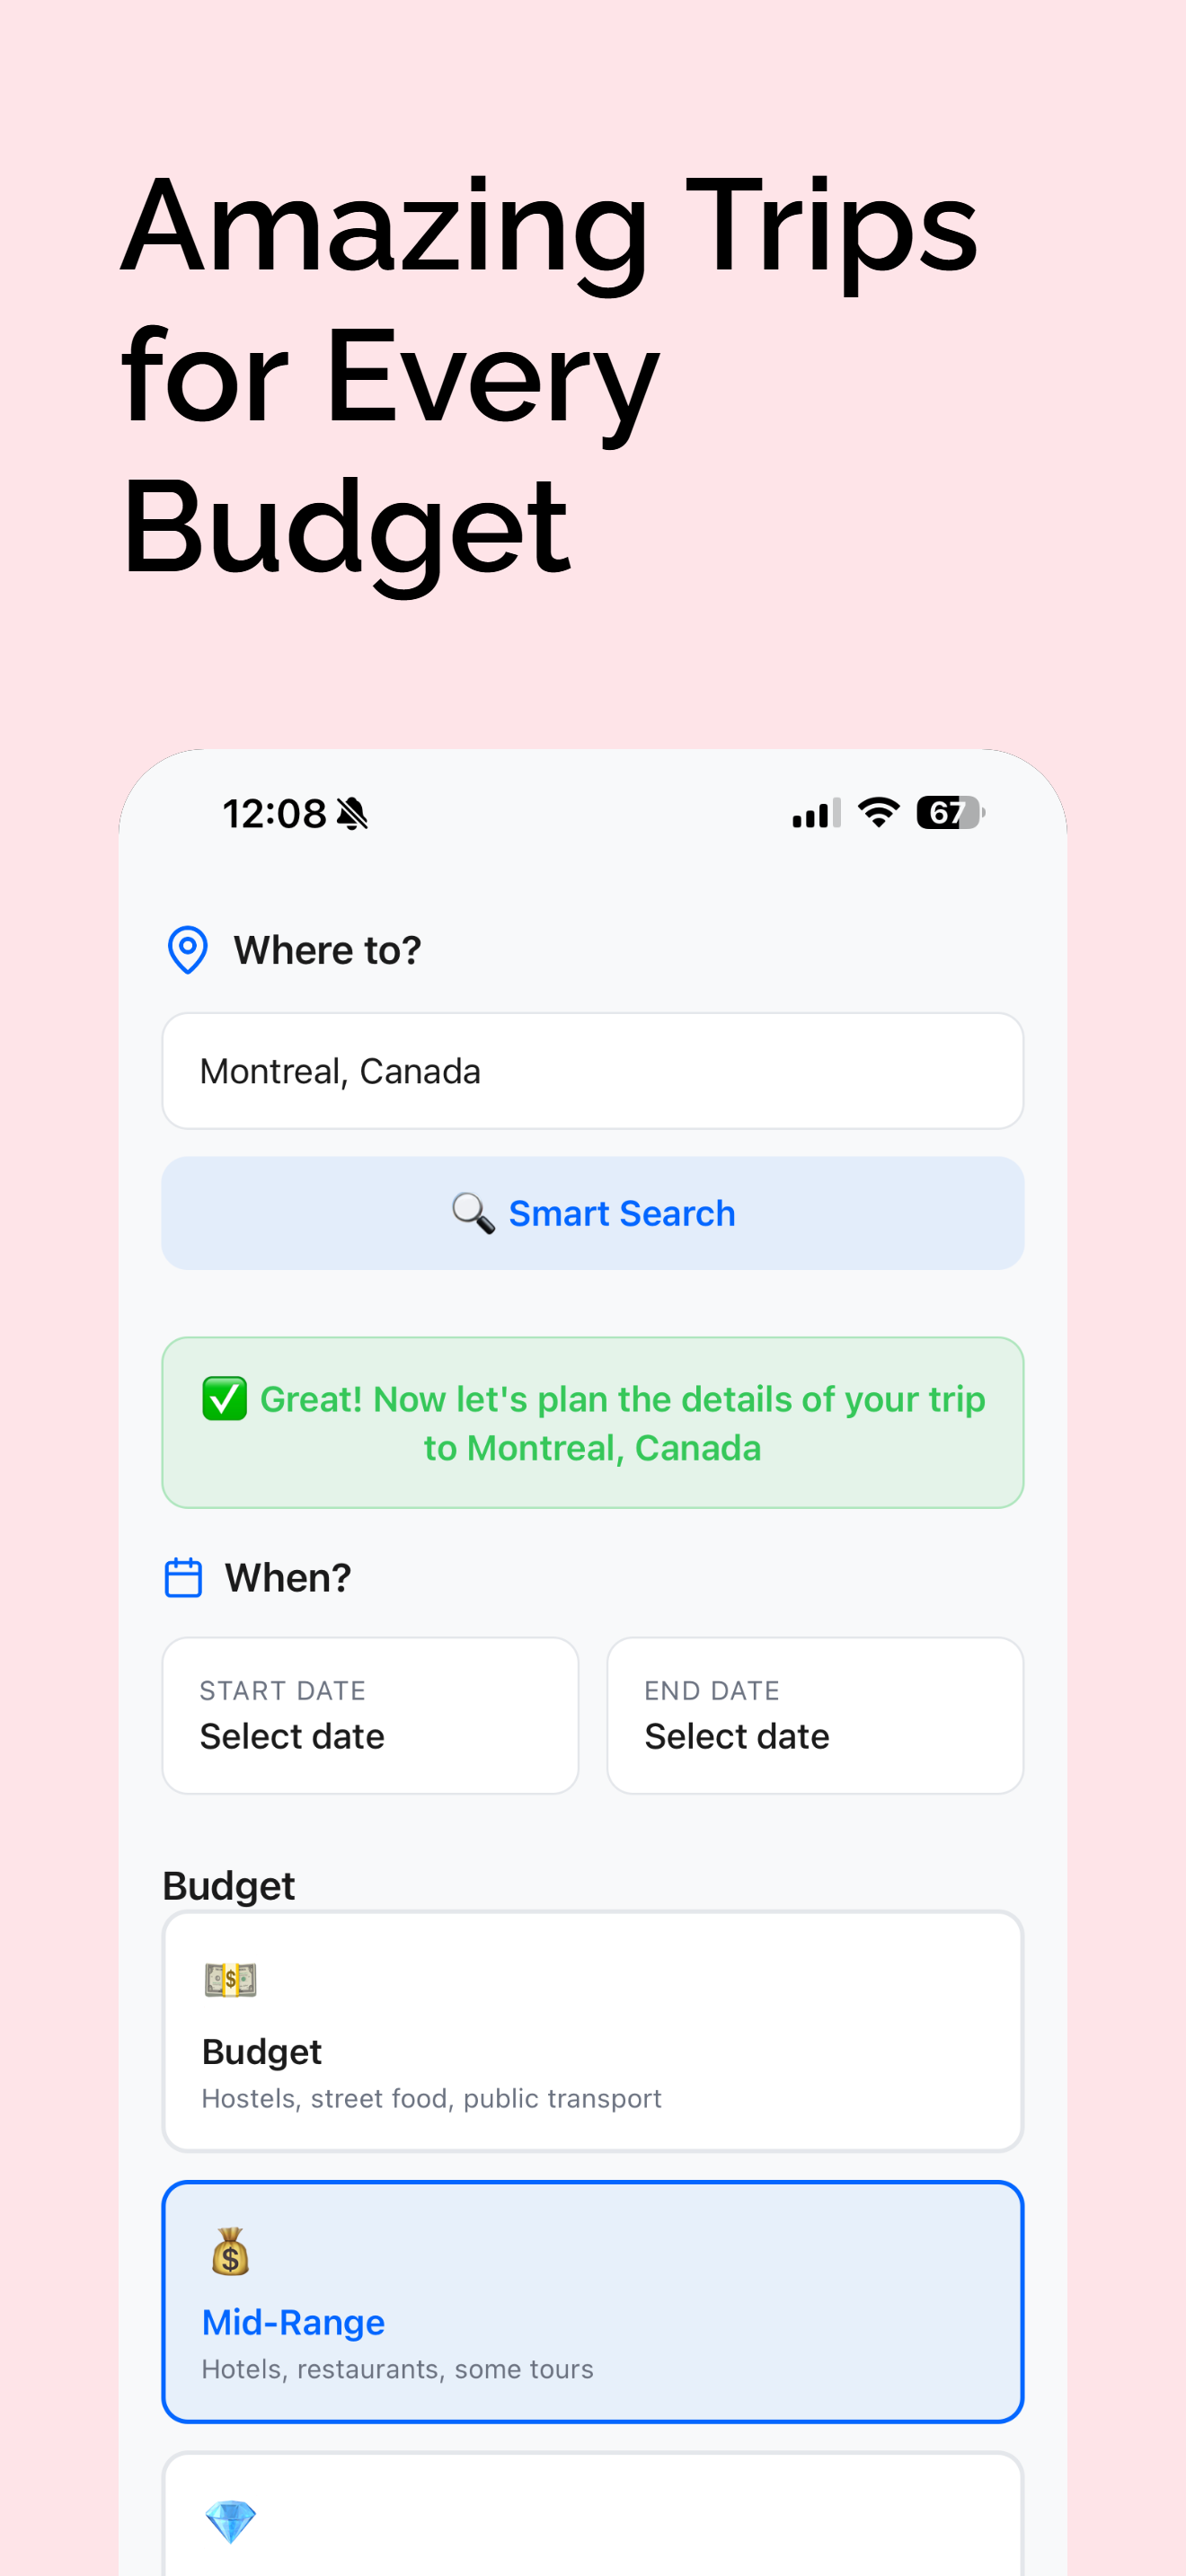 Amazing Trips
for Every
Budget
12:08
67
Where to?
Montreal, Canada
Smart Search
Great! Now let's plan the details of your trip
to Montreal, Canada
When?
START DATE
Select date
END DATE
Select date
Budget
Budget
Hostels, street food, public transport
Mid-Range
Hotels, restaurants, some tours